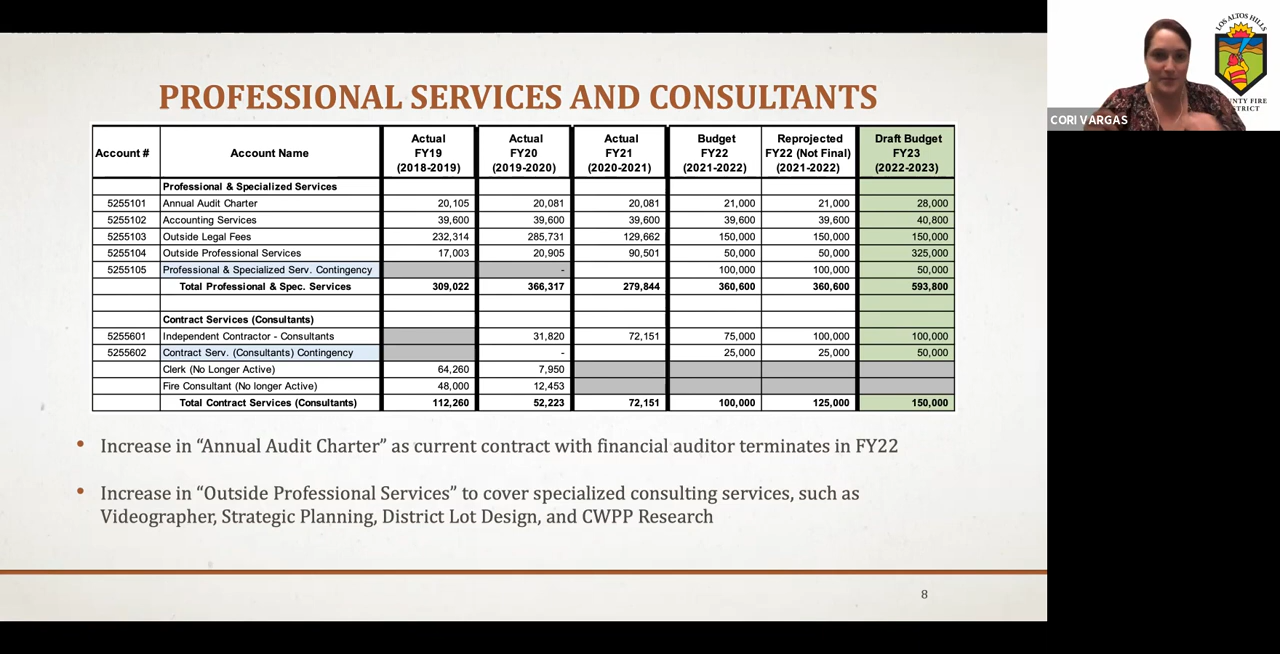 PROFESSIONAL SERVICES AND CONSULTANTS
Account # Account Name Actual FY19 (2018-2019) Actual FY20 (2019-2020) Actual FY21 (2020-2021) Budget FY22 (2021-2022) Reprojected FY22 (Not Final) (2021-2022) Draft Budget FY23 (2022-2023)
Professional & Specialized Services
5255101 Annual Audit Charter 20,105 20,081 20,081 21,000 21,000 28,000
5255102 Accounting Services 39,600 39,600 39,600 39,600 39,600 40,800
5255103 Outside Legal Fees 232,314 285,731 129,662 150,000 150,000 150,000
5255104 Outside Professional Services 17,003 20,905 90,501 50,000 50,000 325,000
5255105 Professional & Specialized Serv. Contingency - 100,000 100,000 50,000
Total Professional & Spec. Services 309,022 366,317 279,844 360,600 360,600 593,800
Contract Services (Consultants)
5255601 Independent Contractor - Consultants 31,820 72,151 75,000 100,000 100,000
5255602 Contract Serv. (Consultants) Contingency - 25,000 25,000 50,000
Clerk (No Longer Active) 64,260 7,950
Fire Consultant (No longer Active) 48,000 12,453
Total Contract Services (Consultants) 112,260 52,223 72,151 100,000 125,000 150,000
• Increase in “Annual Audit Charter” as current contract with financial auditor terminates in FY22
• Increase in “Outside Professional Services” to cover specialized consulting services, such as
Videographer, Strategic Planning, District Lot Design, and CWPP Research
8
LOS ALTOS HILLS
UNTY FIRE
STRICT
CORI VARGAS